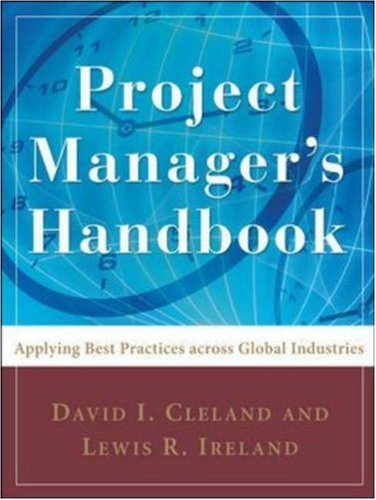 Project
Manager's
Handbook
Applying Best Practices across Global Industries
DAVID I. CLELAND AND
LEWIS R. IRELAND